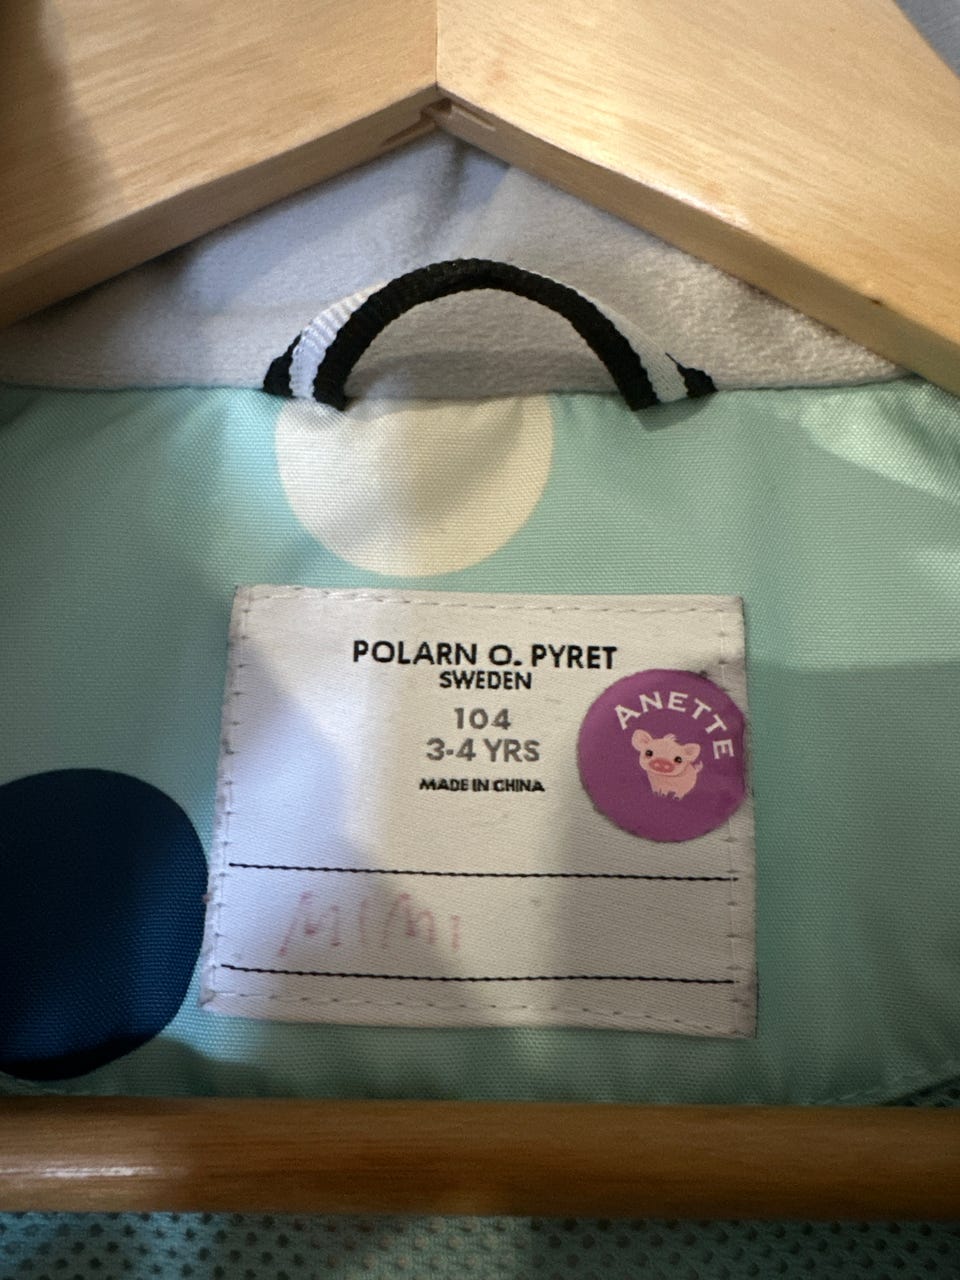 POLARN O. PYRET
SWEDEN
104
3-4 YRS
MADE IN CHINA
ANETTE
MIMI